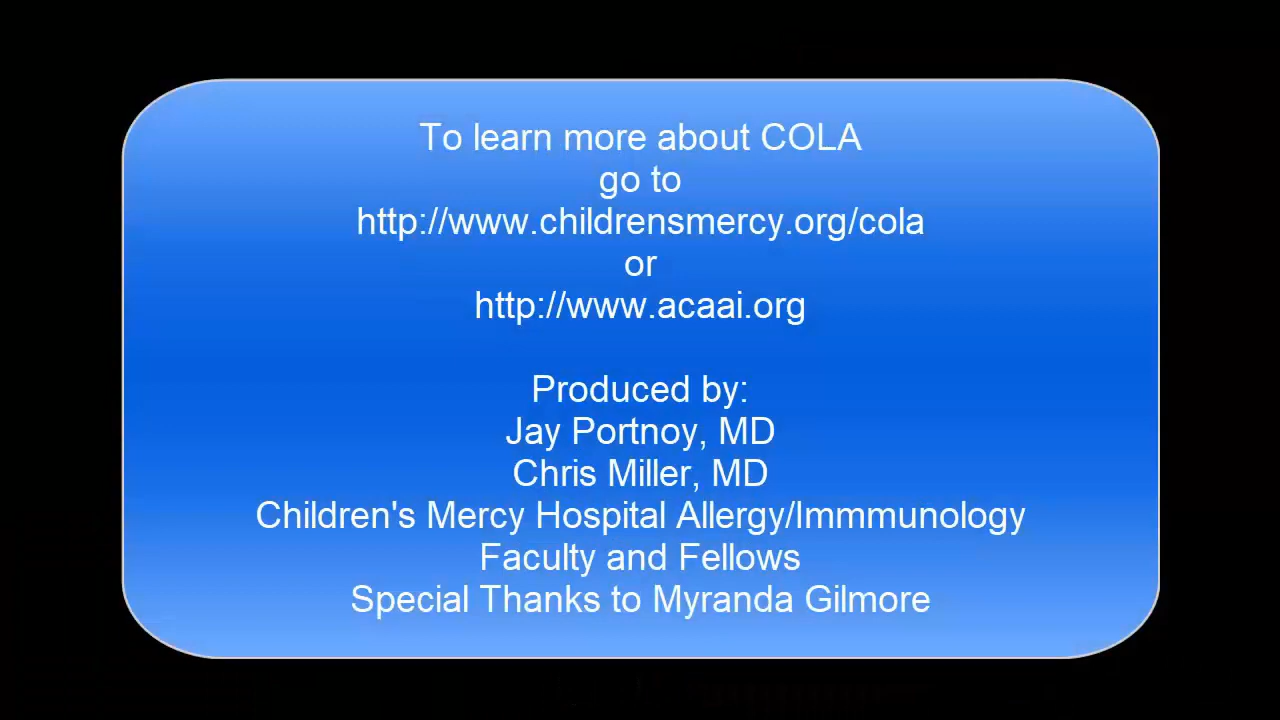 To learn more about COLA
go to
http://www.childrensmercy.org/cola
or
http://www.acaai.org
Produced by:
Jay Portnoy, MD
Chris Miller, MD
Children's Mercy Hospital Allergy/Immmunology
Faculty and Fellows
Special Thanks to Myranda Gilmore